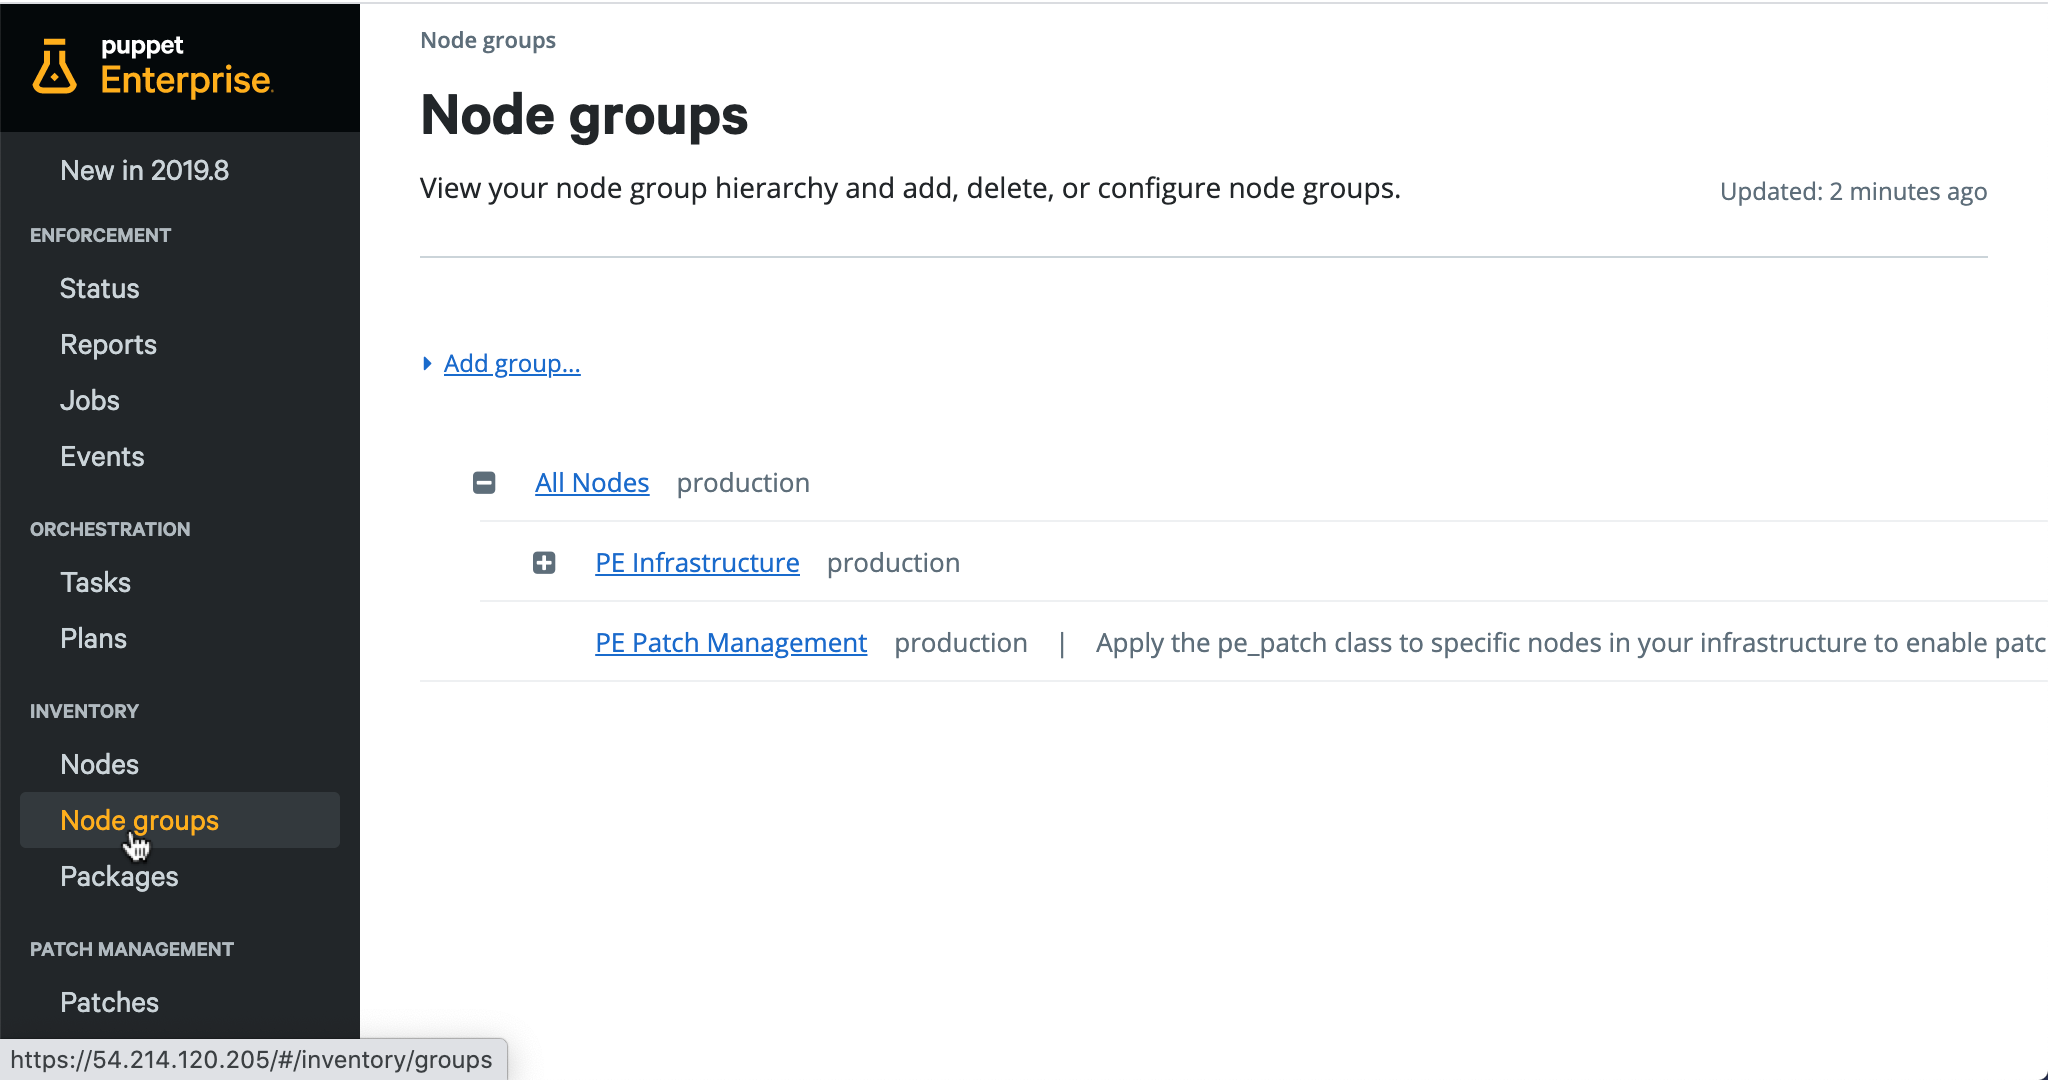 puppet
Enterprise
New in 2019.8
ENFORCEMENT
Status
Reports
Jobs
Events
ORCHESTRATION
Tasks
Plans
INVENTORY
Nodes
Node groups
Packages
PATCH MANAGEMENT
Patches
https://54.214.120.205/#/inventory/groups
Node groups
Node groups
View your node group hierarchy and add, delete, or configure node groups.
Updated: 2 minutes ago
Add group...
All Nodes production
PE Infrastructure production
PE Patch Management production | Apply the pe_patch class to specific nodes in your infrastructure to enable patc